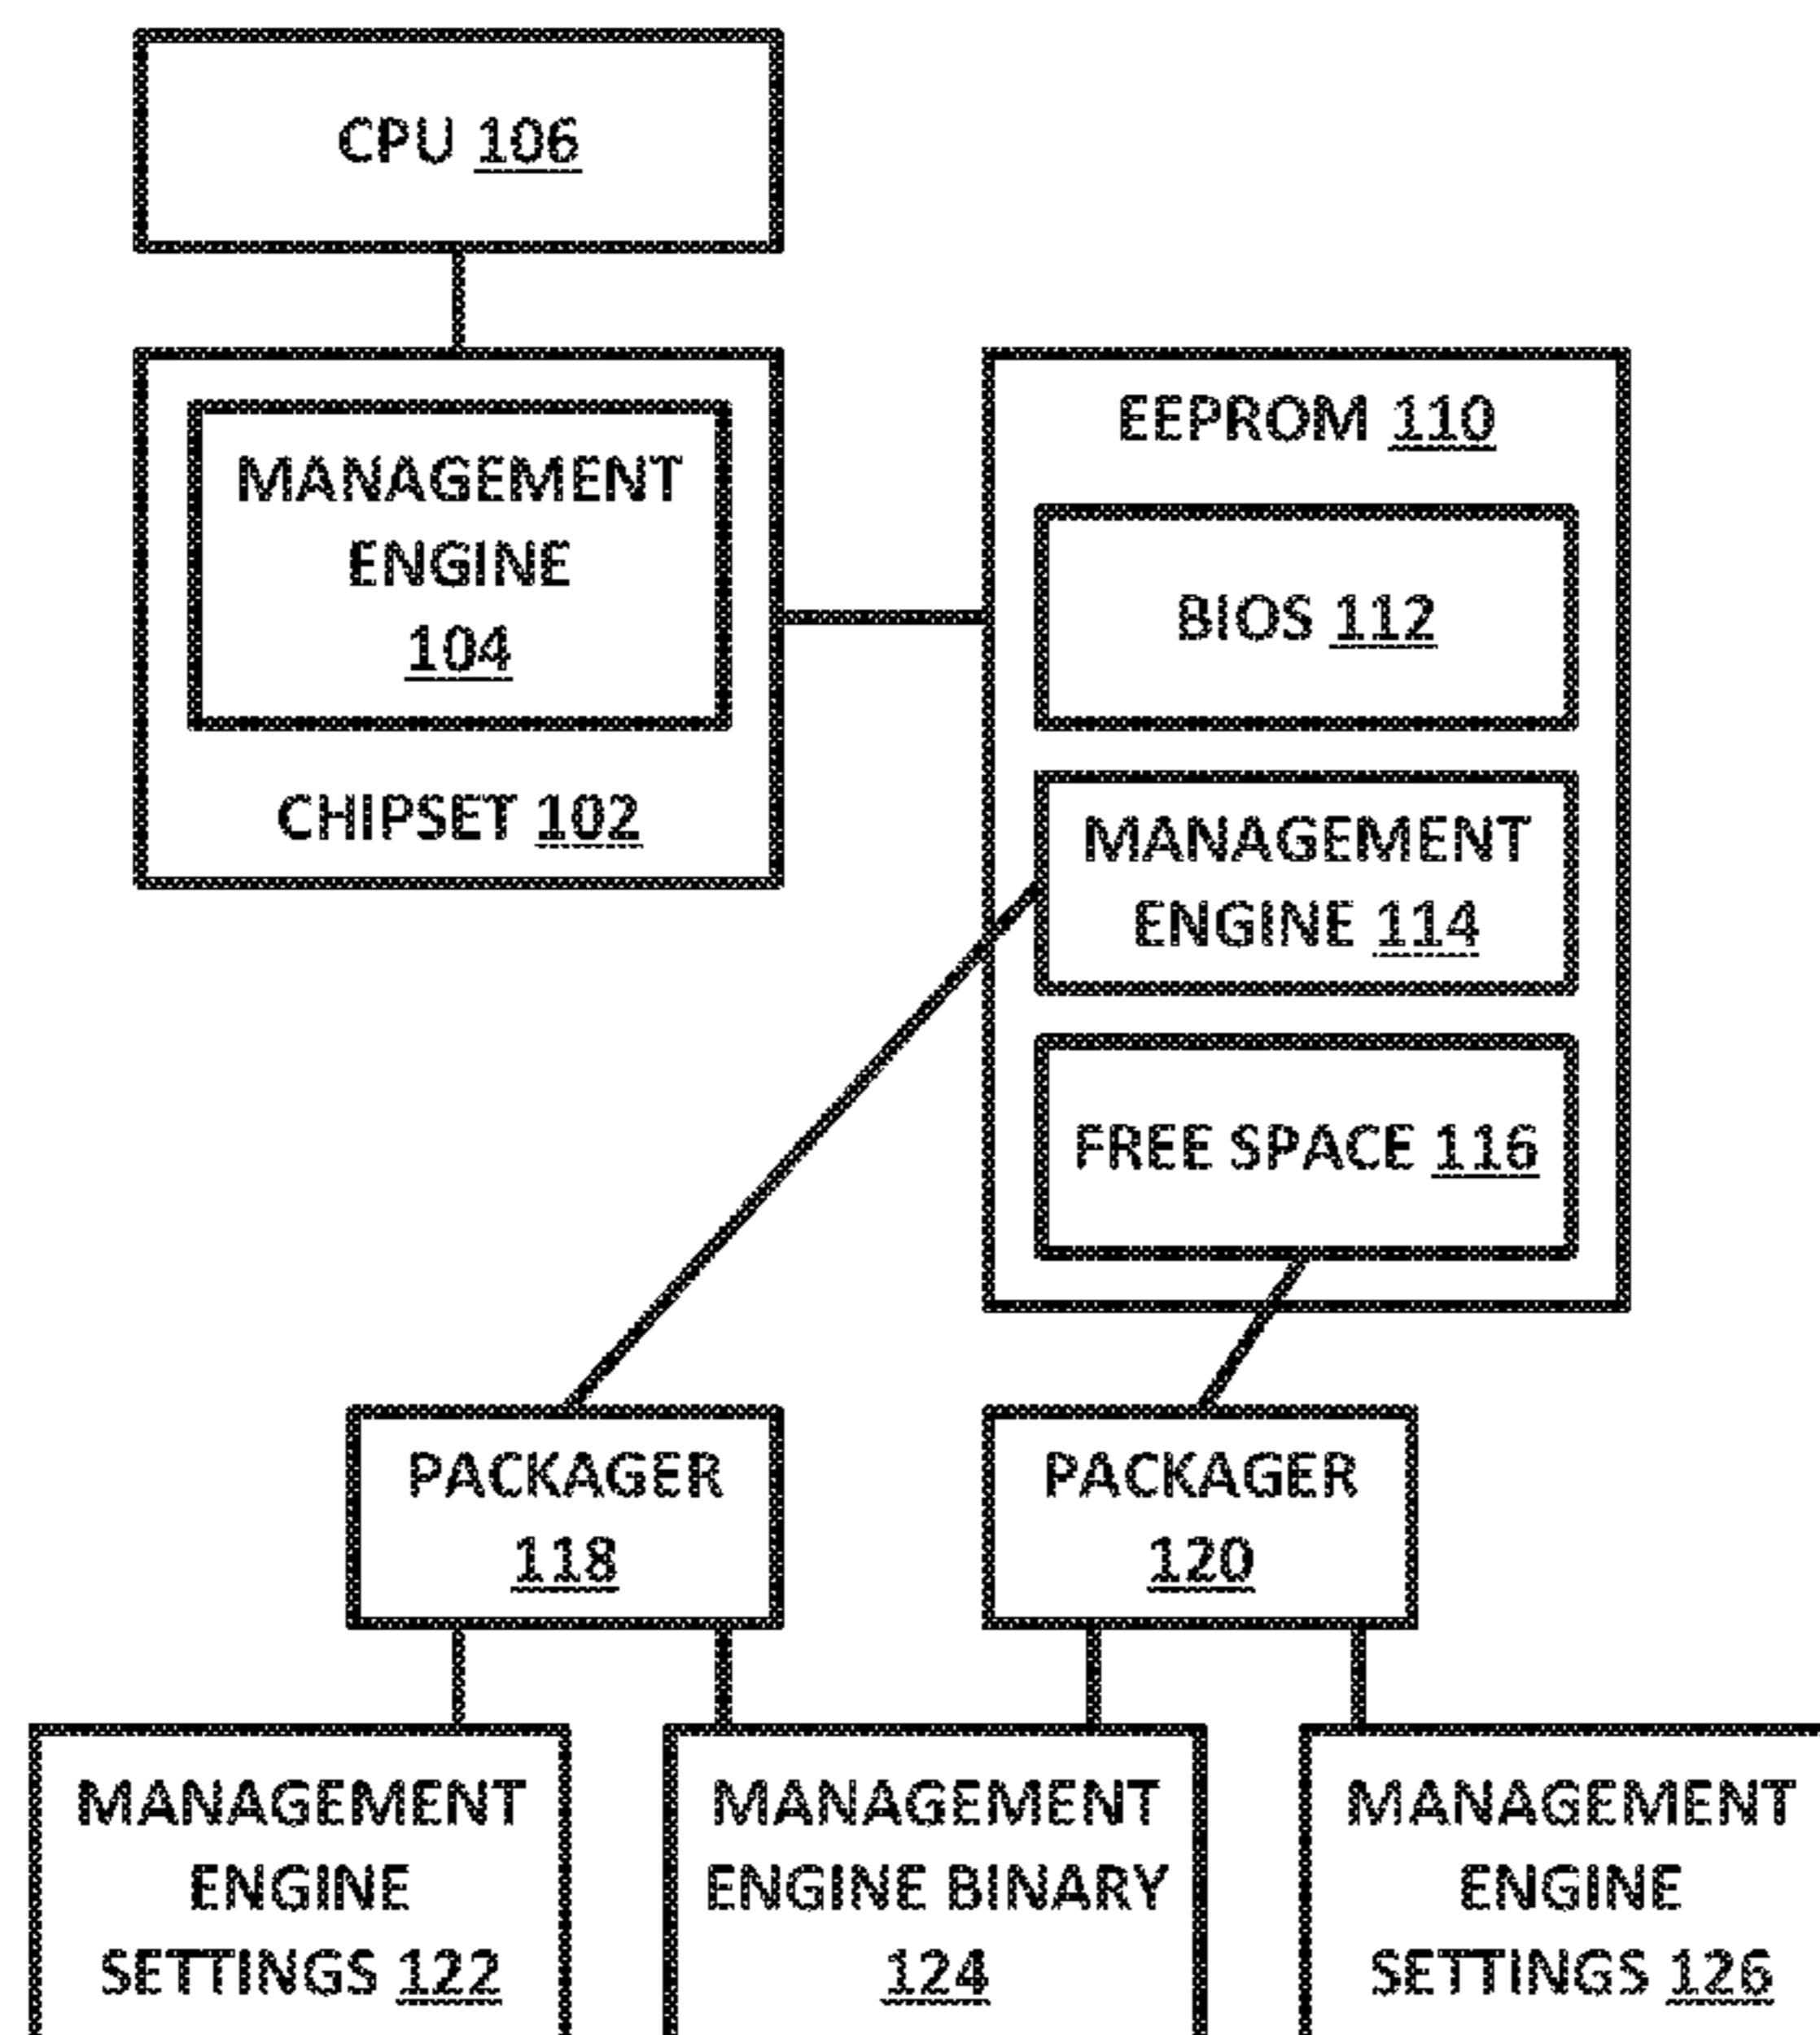 CPU 106
MANAGEMENT
ENGINE
104
CHIPSET 102
EEPROM 110
BIOS 112
MANAGEMENT
ENGINE 114
FREE SPACE 116
PACKAGER
118
PACKAGER
120
MANAGEMENT
ENGINE
SETTINGS 122
MANAGEMENT
ENGINE BINARY
124
MANAGEMENT
ENGINE
SETTINGS 126